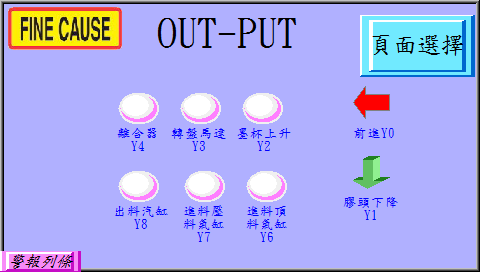 FINE CAUSE
OUT-PUT
頁面選擇
離合器
Y4
轉盤馬達
Y3
墨杯上升
Y2
前進Y0
出料汽缸
Y8
進料壓
料氣缸
Y7
進料頂
料氣缸
Y6
膠頭下降
Y1
警報列條